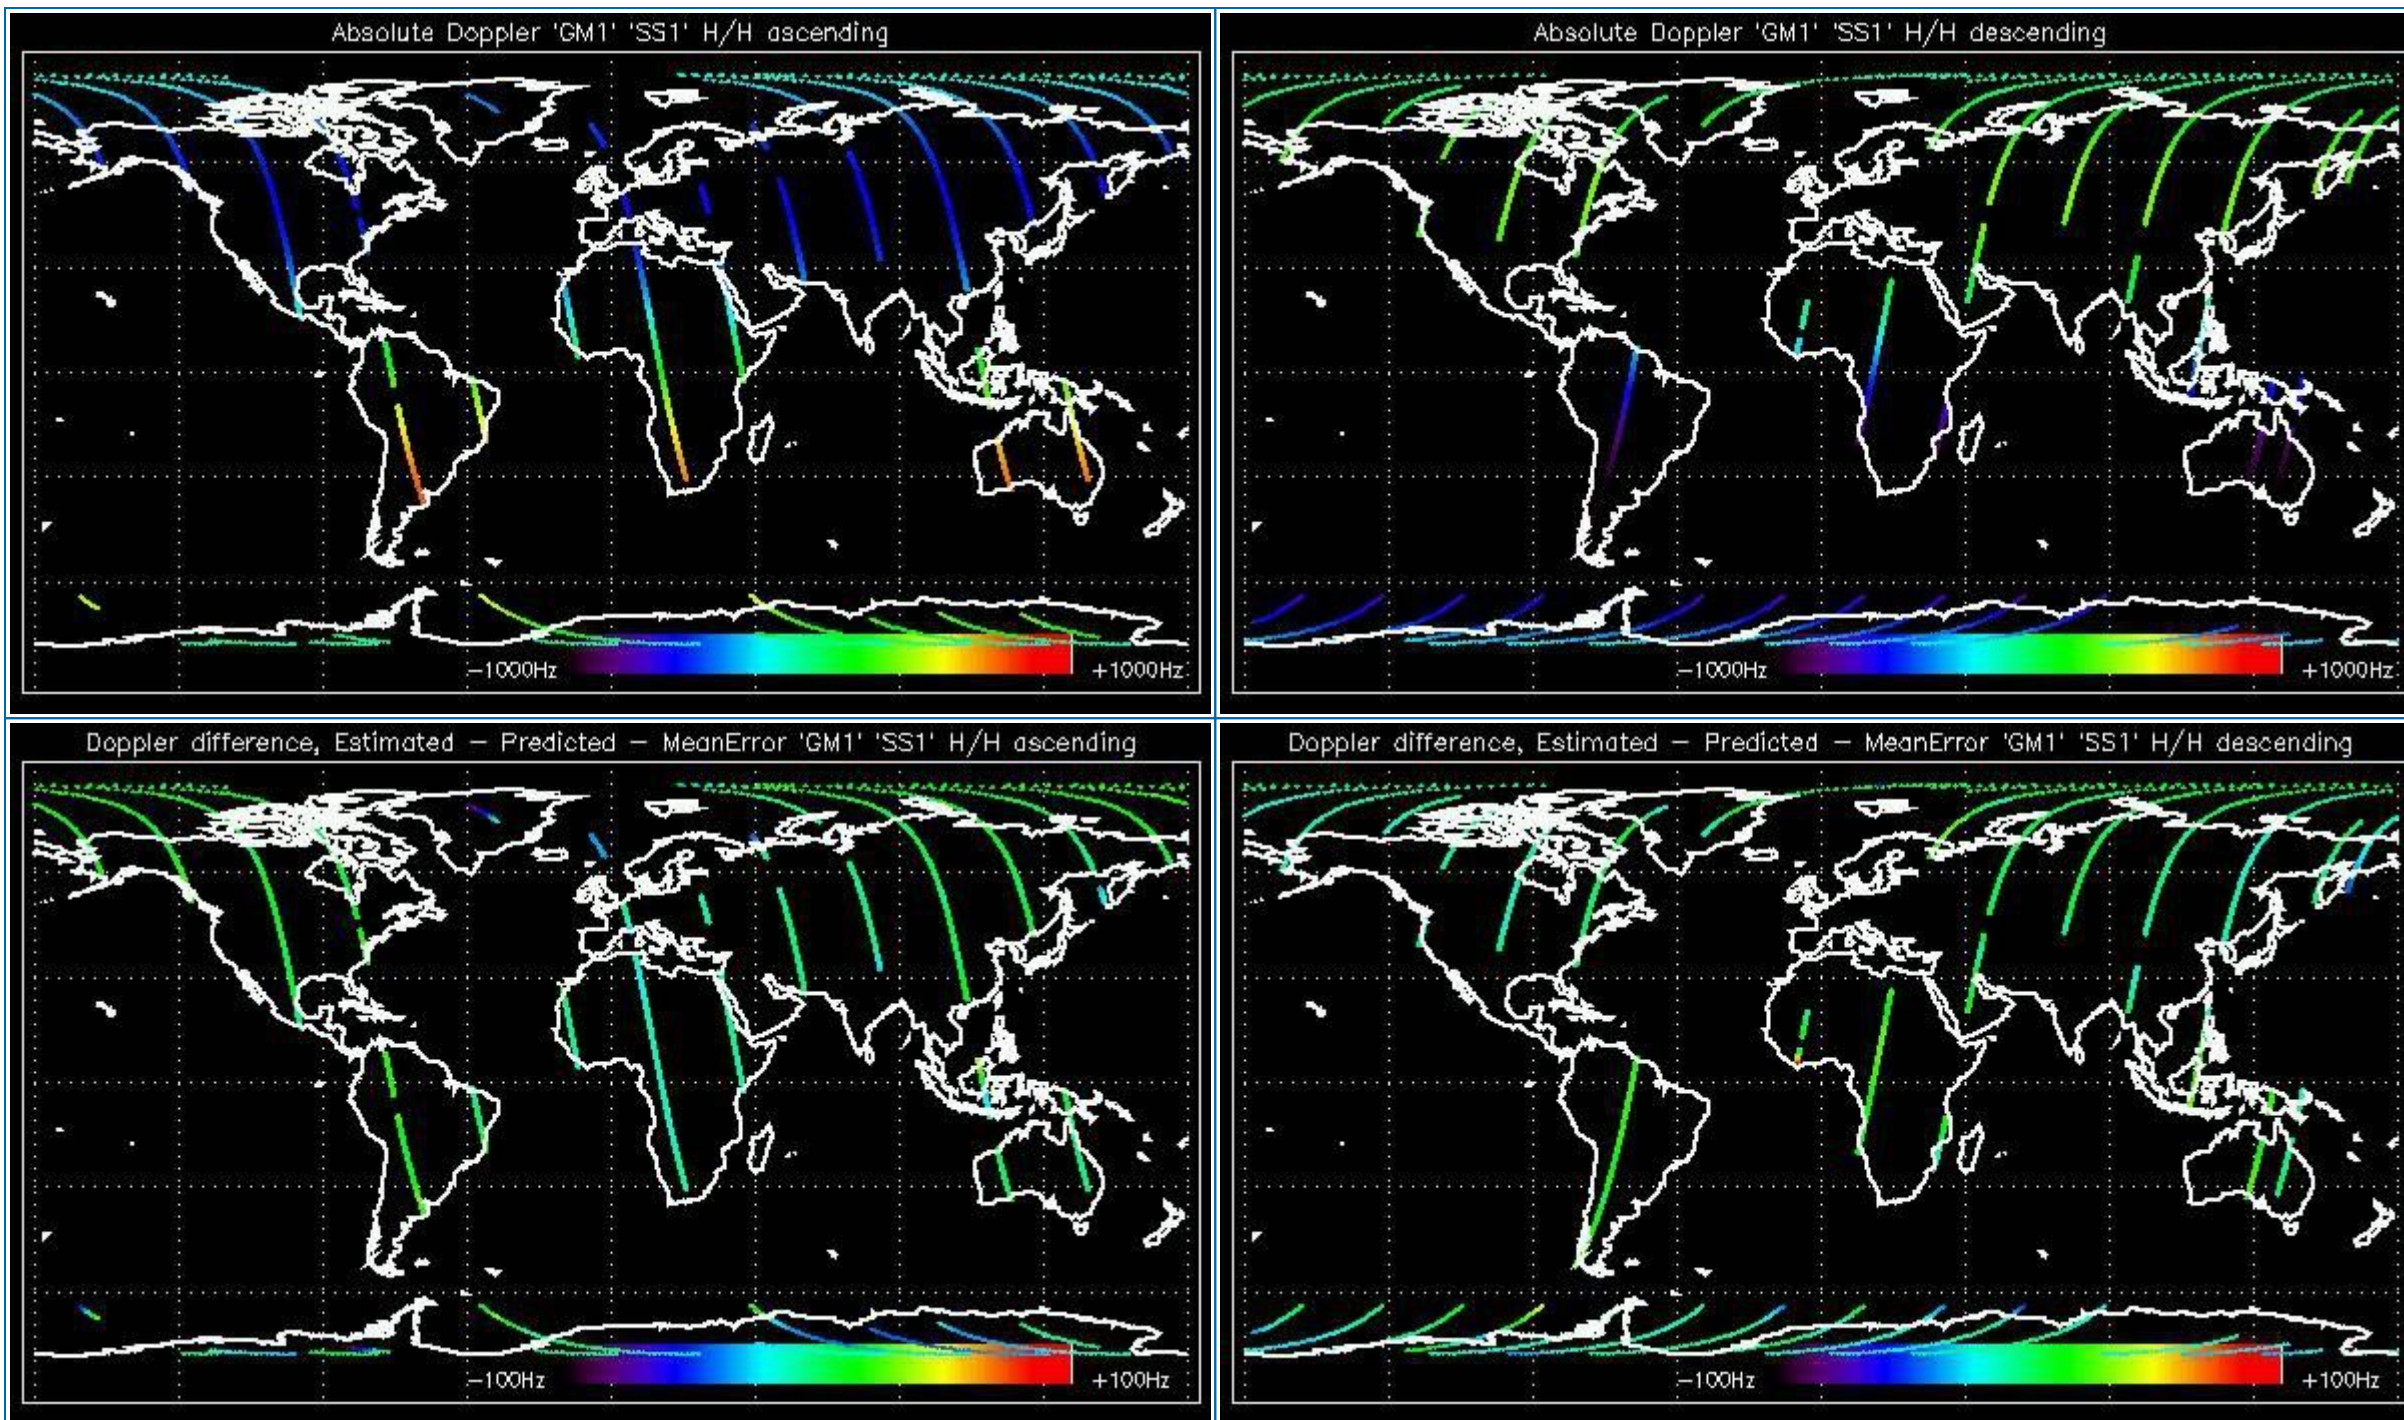 Absolute Doppler 'GM1' 'SS1' H/H ascending
-1000Hz
+1000Hz
Absolute Doppler 'GM1' 'SS1' H/H descending
-1000Hz
+1000Hz
Doppler difference, Estimated - Predicted - MeanError 'GM1' 'SS1' H/H ascending
-100Hz
+100Hz
Doppler difference, Estimated - Predicted - MeanError 'GM1' 'SS1' H/H descending
-100Hz
+100Hz